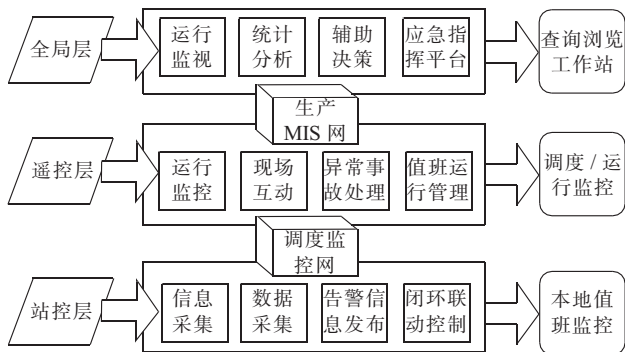 全局层
运行
监视
统计
分析
辅助
决策
应急指
挥平台
查询浏览
工作站
生产
MIS 网
遥控层
运行
监控
现场
互动
异常事
故处理
值班运
行管理
调度 / 运
行监控
调度监
控网
站控层
信息
采集
数据
采集
告警信
息发布
闭环联
动控制
本地值
班监控